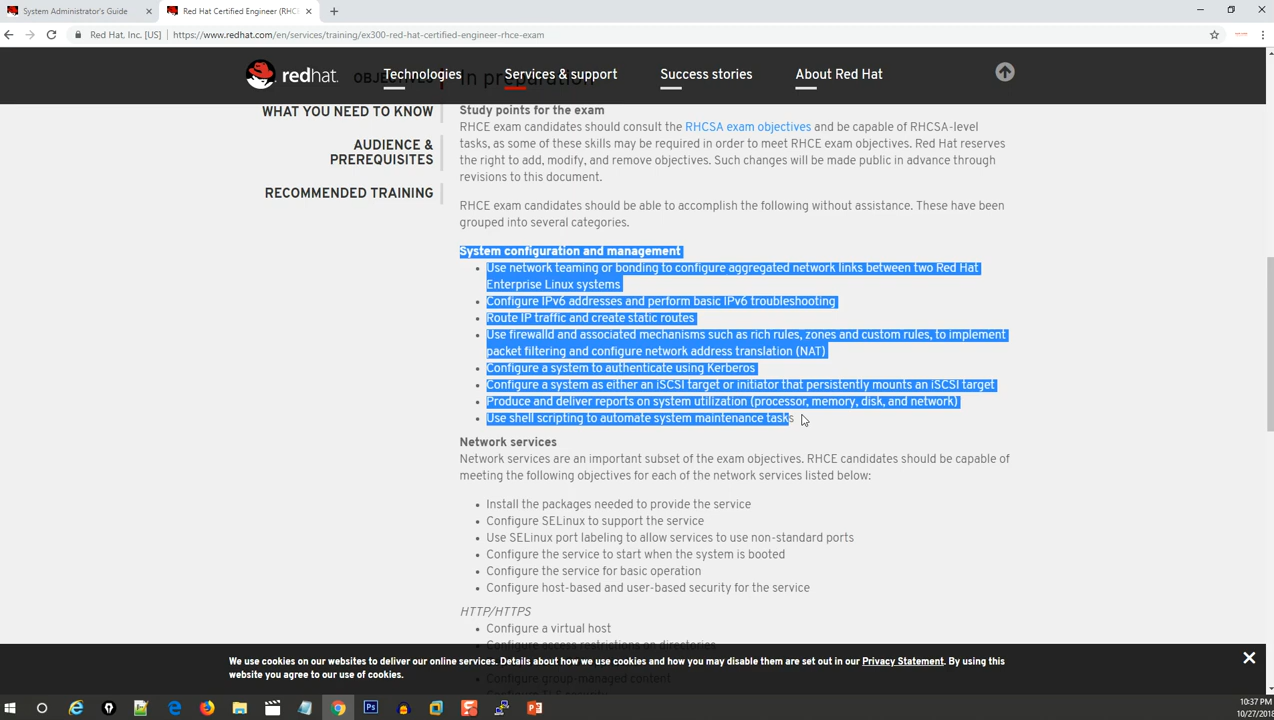 System Administrator's Guide
Red Hat Certified Engineer (RHC
Red Hat, Inc. [US]
https://www.redhat.com/en/services/training/ex300-red-hat-certified-engineer-rhce-exam
redhat.
Technologies
Services & support
Success stories
About Red Hat
OBJECTIVES
In preparation
WHAT YOU NEED TO KNOW
AUDIENCE &
PREREQUISITES
RECOMMENDED TRAINING
Study points for the exam
RHCE exam candidates should consult the RHCSA exam objectives and be capable of RHCSA-level
tasks, as some of these skills may be required in order to meet RHCE exam objectives. Red Hat reserves
the right to add, modify, and remove objectives. Such changes will be made public in advance through
revisions to this document.
RHCE exam candidates should be able to accomplish the following without assistance. These have been
grouped into several categories.
System configuration and management
Use network teaming or bonding to configure aggregated network links between two Red Hat
Enterprise Linux systems
Configure IPv6 addresses and perform basic IPv6 troubleshooting
Route IP traffic and create static routes
Use firewalld and associated mechanisms such as rich rules, zones and custom rules, to implement
packet filtering and configure network address translation (NAT)
Configure a system to authenticate using Kerberos
Configure a system as either an iSCSI target or initiator that persistently mounts an iSCSI target
Produce and deliver reports on system utilization (processor, memory, disk, and network)
Use shell scripting to automate system maintenance tasks
Network services
Network services are an important subset of the exam objectives. RHCE candidates should be capable of
meeting the following objectives for each of the network services listed below:
Install the packages needed to provide the service
Configure SELinux to support the service
Use SELinux port labeling to allow services to use non-standard ports
Configure the service to start when the system is booted
Configure the service for basic operation
Configure host-based and user-based security for the service
HTTP/HTTPS
Configure a virtual host
Configure access restrictions on directories
Configure group-managed content
Configure TLS security
We use cookies on our websites to deliver our online services. Details about how we use cookies and how you may disable them are set out in our Privacy Statement. By using
this website you agree to our use of cookies.
10:37 PM
10/27/2018